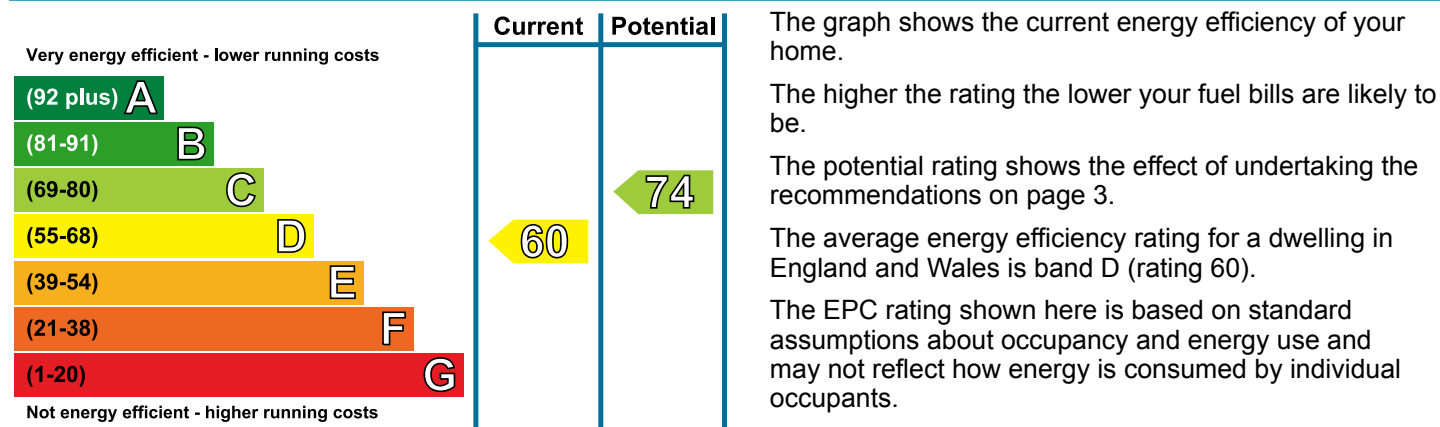 Current Potential
Very energy efficient - lower running costs
(92 plus) A
(81-91) B
(69-80) C
(55-68) D
(39-54) E
(21-38) F
(1-20) G
Not energy efficient - higher running costs
60
74
The graph shows the current energy efficiency of your
home.
The higher the rating the lower your fuel bills are likely to
be.
The potential rating shows the effect of undertaking the
recommendations on page 3.
The average energy efficiency rating for a dwelling in
England and Wales is band D (rating 60).
The EPC rating shown here is based on standard
assumptions about occupancy and energy use and
may not reflect how energy is consumed by individual
occupants.